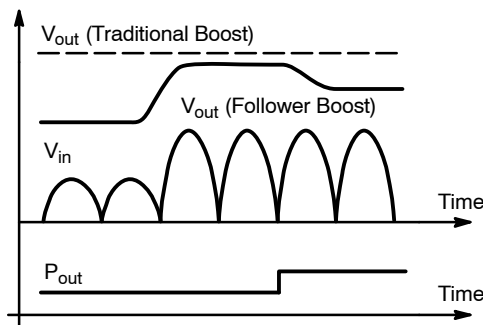 Vout (Traditional Boost)
Vout (Follower Boost)
Vin
Time
Pout
Time